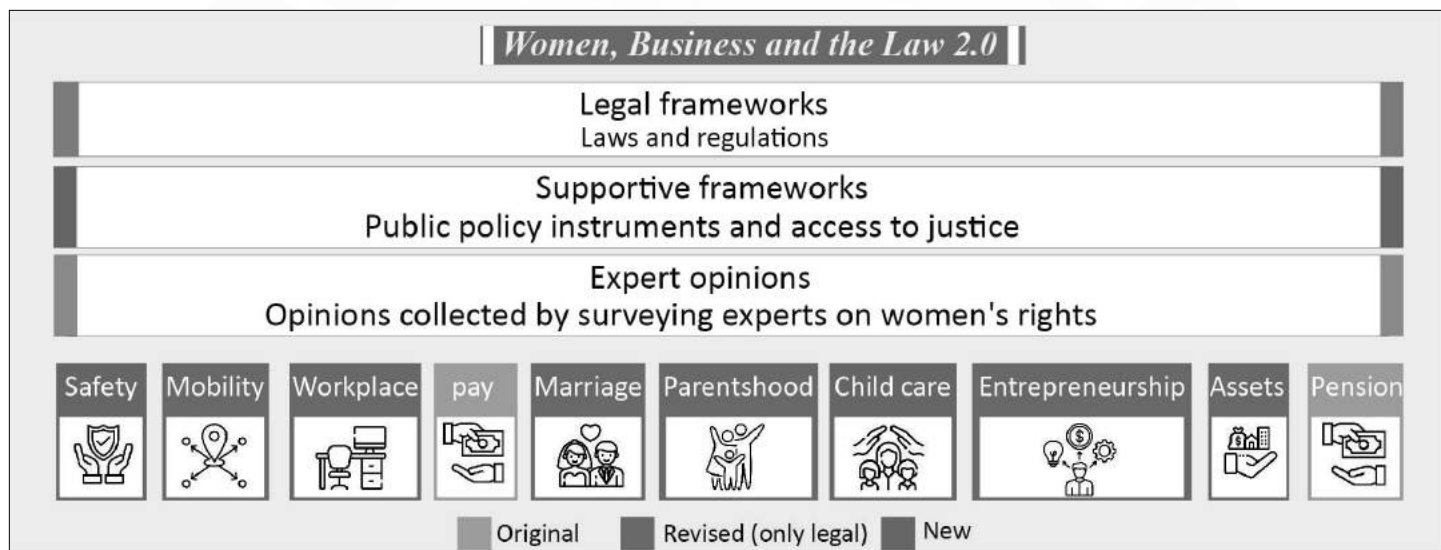 Women, Business and the Law 2.0
Legal frameworks
Laws and regulations
Supportive frameworks
Public policy instruments and access to justice
Expert opinions
Opinions collected by surveying experts on women's rights
Safety Mobility Workplace pay Marriage Parentshood Child care Entrepreneurship Assets Pension
Original Revised (only legal) New